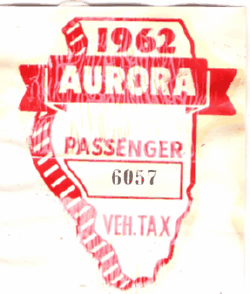 1962
AURORA
PASSENGER
6057
VEH. TAX